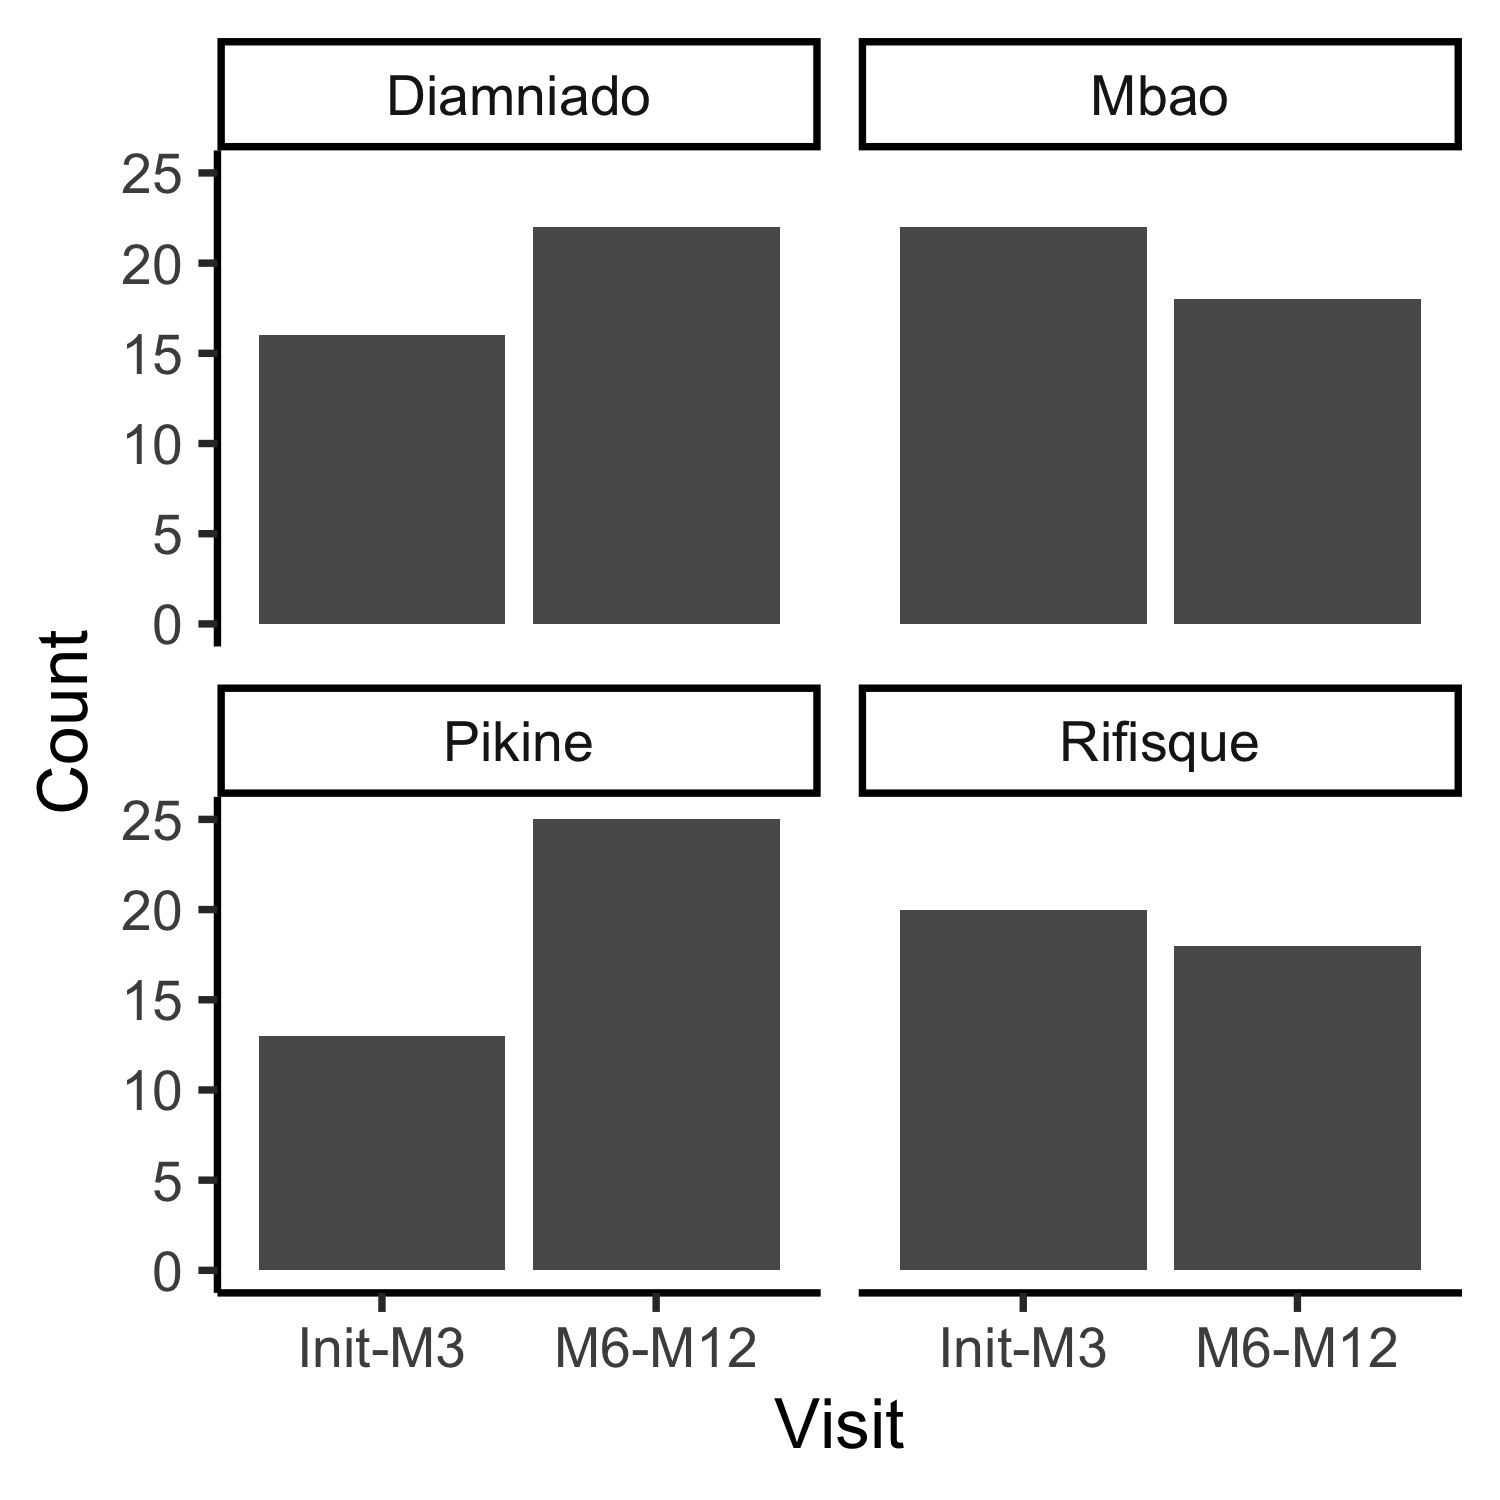 Diamniado
Mbao
25
20
15
10
5
0
Pikine
Rifisque
25
20
15
10
5
0
Count
Init-M3
M6-M12
Init-M3
M6-M12
Visit